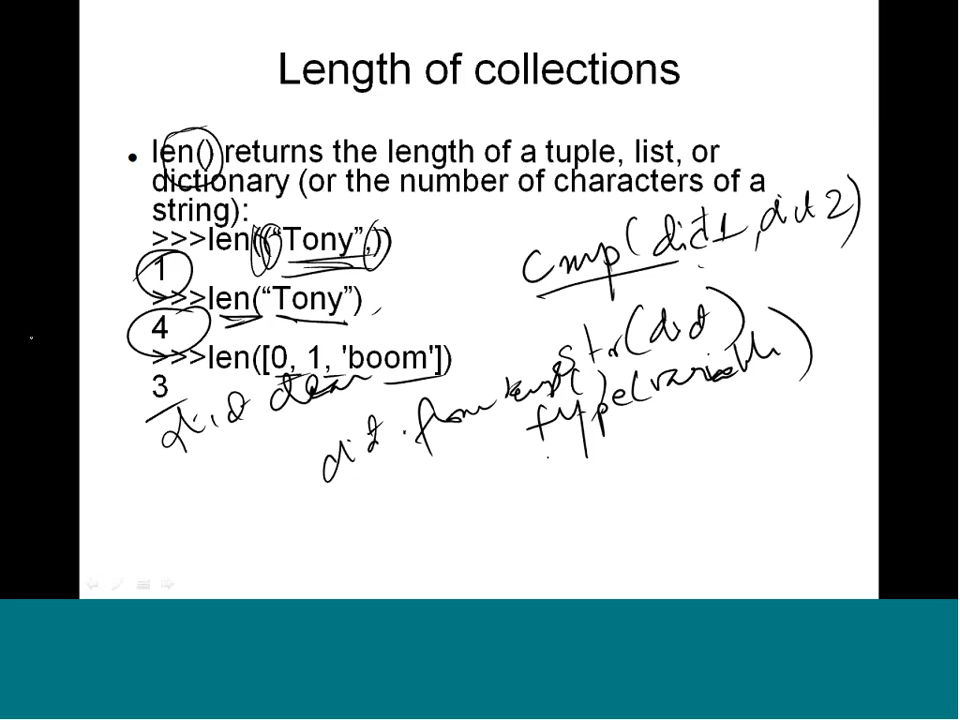 Length of collections
• len() returns the length of a tuple, list, or
dictionary (or the number of characters of a
string):
>>>len(("Tony",))
1
>>>len(“Tony”)
4
>>>len([0, 1, 'boom'])
3
cmp(dict1, dict2)
str(dict)
type(variable)
dict
dict.from